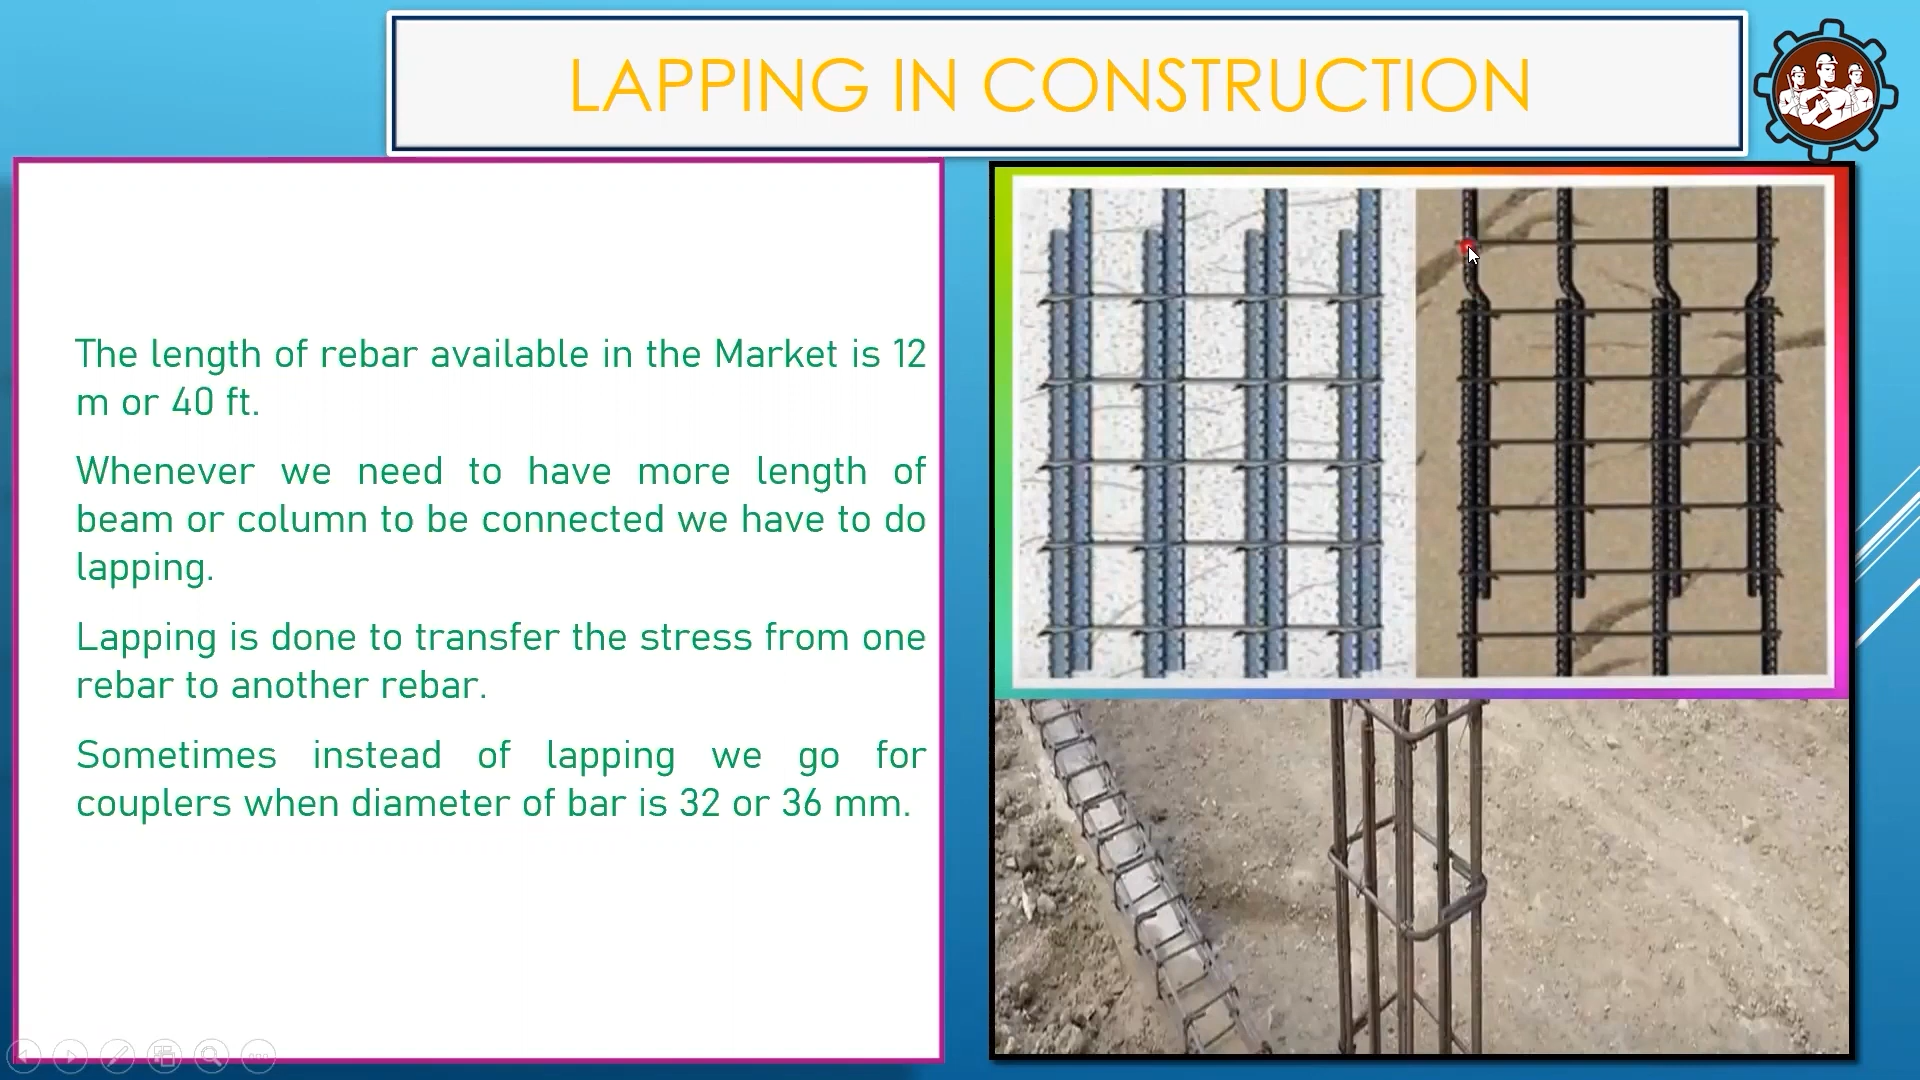 LAPPING IN CONSTRUCTION
The length of rebar available in the Market is 12
m or 40 ft.
Whenever we need to have more length of
beam or column to be connected we have to do
lapping.
Lapping is done to transfer the stress from one
rebar to another rebar.
Sometimes instead of lapping we go for
couplers when diameter of bar is 32 or 36 mm.